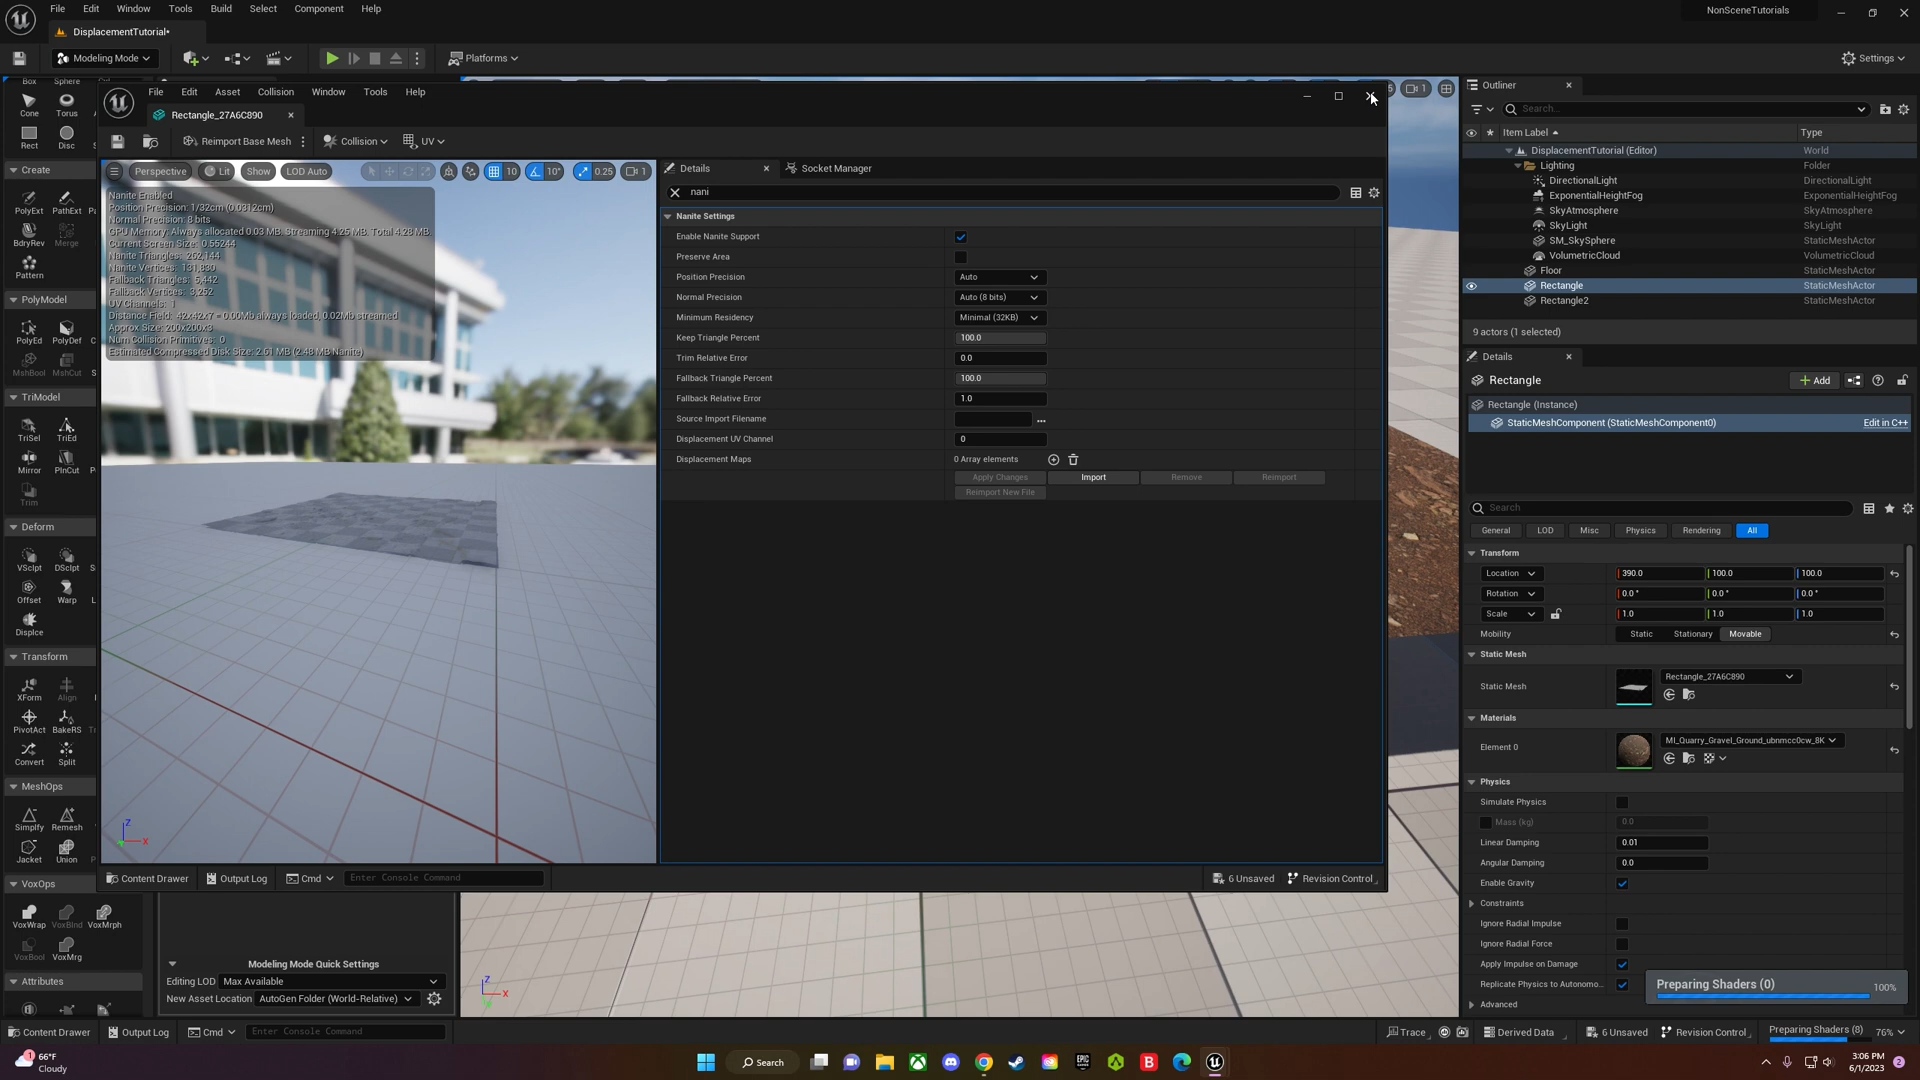 File Edit Window Tools Build Select Component Help
NonSceneTutorials
DisplacementTutorial*
Modeling Mode
Platforms
Settings
Box Sphere
Cone Torus
Rect Disc
Create
PolyExt PathExt
BdryRev Merge
Pattern
PolyModel
PolyEd PolyDef
MshBool MshCut
TriModel
TriSel TriEd
Mirror PlnCut
Trim
Deform
VSclpt DSclpt
Offset Warp
Displce
Transform
XForm Align
PivotAct BakeRS
Convert Split
MeshOps
Simplfy Remesh
Jacket Union
VoxOps
VoxWrap VoxBlnd VoxMrph
VoxBool VoxMrg
Attributes
File Edit Asset Collision Window Tools Help
Rectangle_27A6C890
Reimport Base Mesh Collision UV
Perspective Lit Show LOD Auto 10 10° 0.25 1
Nanite Enabled
Position Precision: 1/32cm (0.0312cm)
Normal Precision: 8 bits
GPU Memory: Always allocated 0.03 MB. Streaming 4.25 MB. Total 4.28 MB.
Current Screen Size: 0.55244
Nanite Triangles: 262,144
Nanite Vertices: 131,830
Fallback Triangles: 5,442
Fallback Vertices: 3,252
UV Channels: 1
Distance Field: 42x42x7 = 0.00Mb always loaded, 0.02Mb streamed
Approx Size: 200x200x3
Num Collision Primitives: 0
Estimated Compressed Disk Size: 2.61 MB (2.48 MB Nanite)
Z
X
Details Socket Manager
nani
Nanite Settings
Enable Nanite Support
Preserve Area
Position Precision Auto
Normal Precision Auto (8 bits)
Minimum Residency Minimal (32KB)
Keep Triangle Percent 100.0
Trim Relative Error 0.0
Fallback Triangle Percent 100.0
Fallback Relative Error 1.0
Source Import Filename ...
Displacement UV Channel 0
Displacement Maps 0 Array elements
Apply Changes Import Remove Reimport
Reimport New File
Content Drawer Output Log Cmd Enter Console Command
6 Unsaved Revision Control
Modeling Mode Quick Settings
Editing LOD Max Available
New Asset Location AutoGen Folder (World-Relative)
Z
X
5 1
Outliner
Search...
Item Label Type
DisplacementTutorial (Editor) World
Lighting Folder
DirectionalLight DirectionalLight
ExponentialHeightFog ExponentialHeightFog
SkyAtmosphere SkyAtmosphere
SkyLight SkyLight
SM_SkySphere StaticMeshActor
VolumetricCloud VolumetricCloud
Floor StaticMeshActor
Rectangle StaticMeshActor
Rectangle2 StaticMeshActor
9 actors (1 selected)
Details
Rectangle Add
Rectangle (Instance)
StaticMeshComponent (StaticMeshComponent0) Edit in C++
Search
General LOD Misc Physics Rendering All
Transform
Location 390.0 100.0 100.0
Rotation 0.0 ° 0.0 ° 0.0 °
Scale 1.0 1.0 1.0
Mobility Static Stationary Movable
Static Mesh
Static Mesh Rectangle_27A6C890
Materials
Element 0 MI_Quarry_Gravel_Ground_ubnmcc0cw_8K
Physics
Simulate Physics
Mass (kg) 0.0
Linear Damping 0.01
Angular Damping 0.0
Enable Gravity
Constraints
Ignore Radial Impulse
Ignore Radial Force
Apply Impulse on Damage
Replicate Physics to Autonomo...
Advanced
Preparing Shaders (0) 100%
Content Drawer Output Log Cmd Enter Console Command
Trace Derived Data 6 Unsaved Revision Control Preparing Shaders (8) 76%
1
66°F
Cloudy
Search
3:06 PM
6/1/2023
2